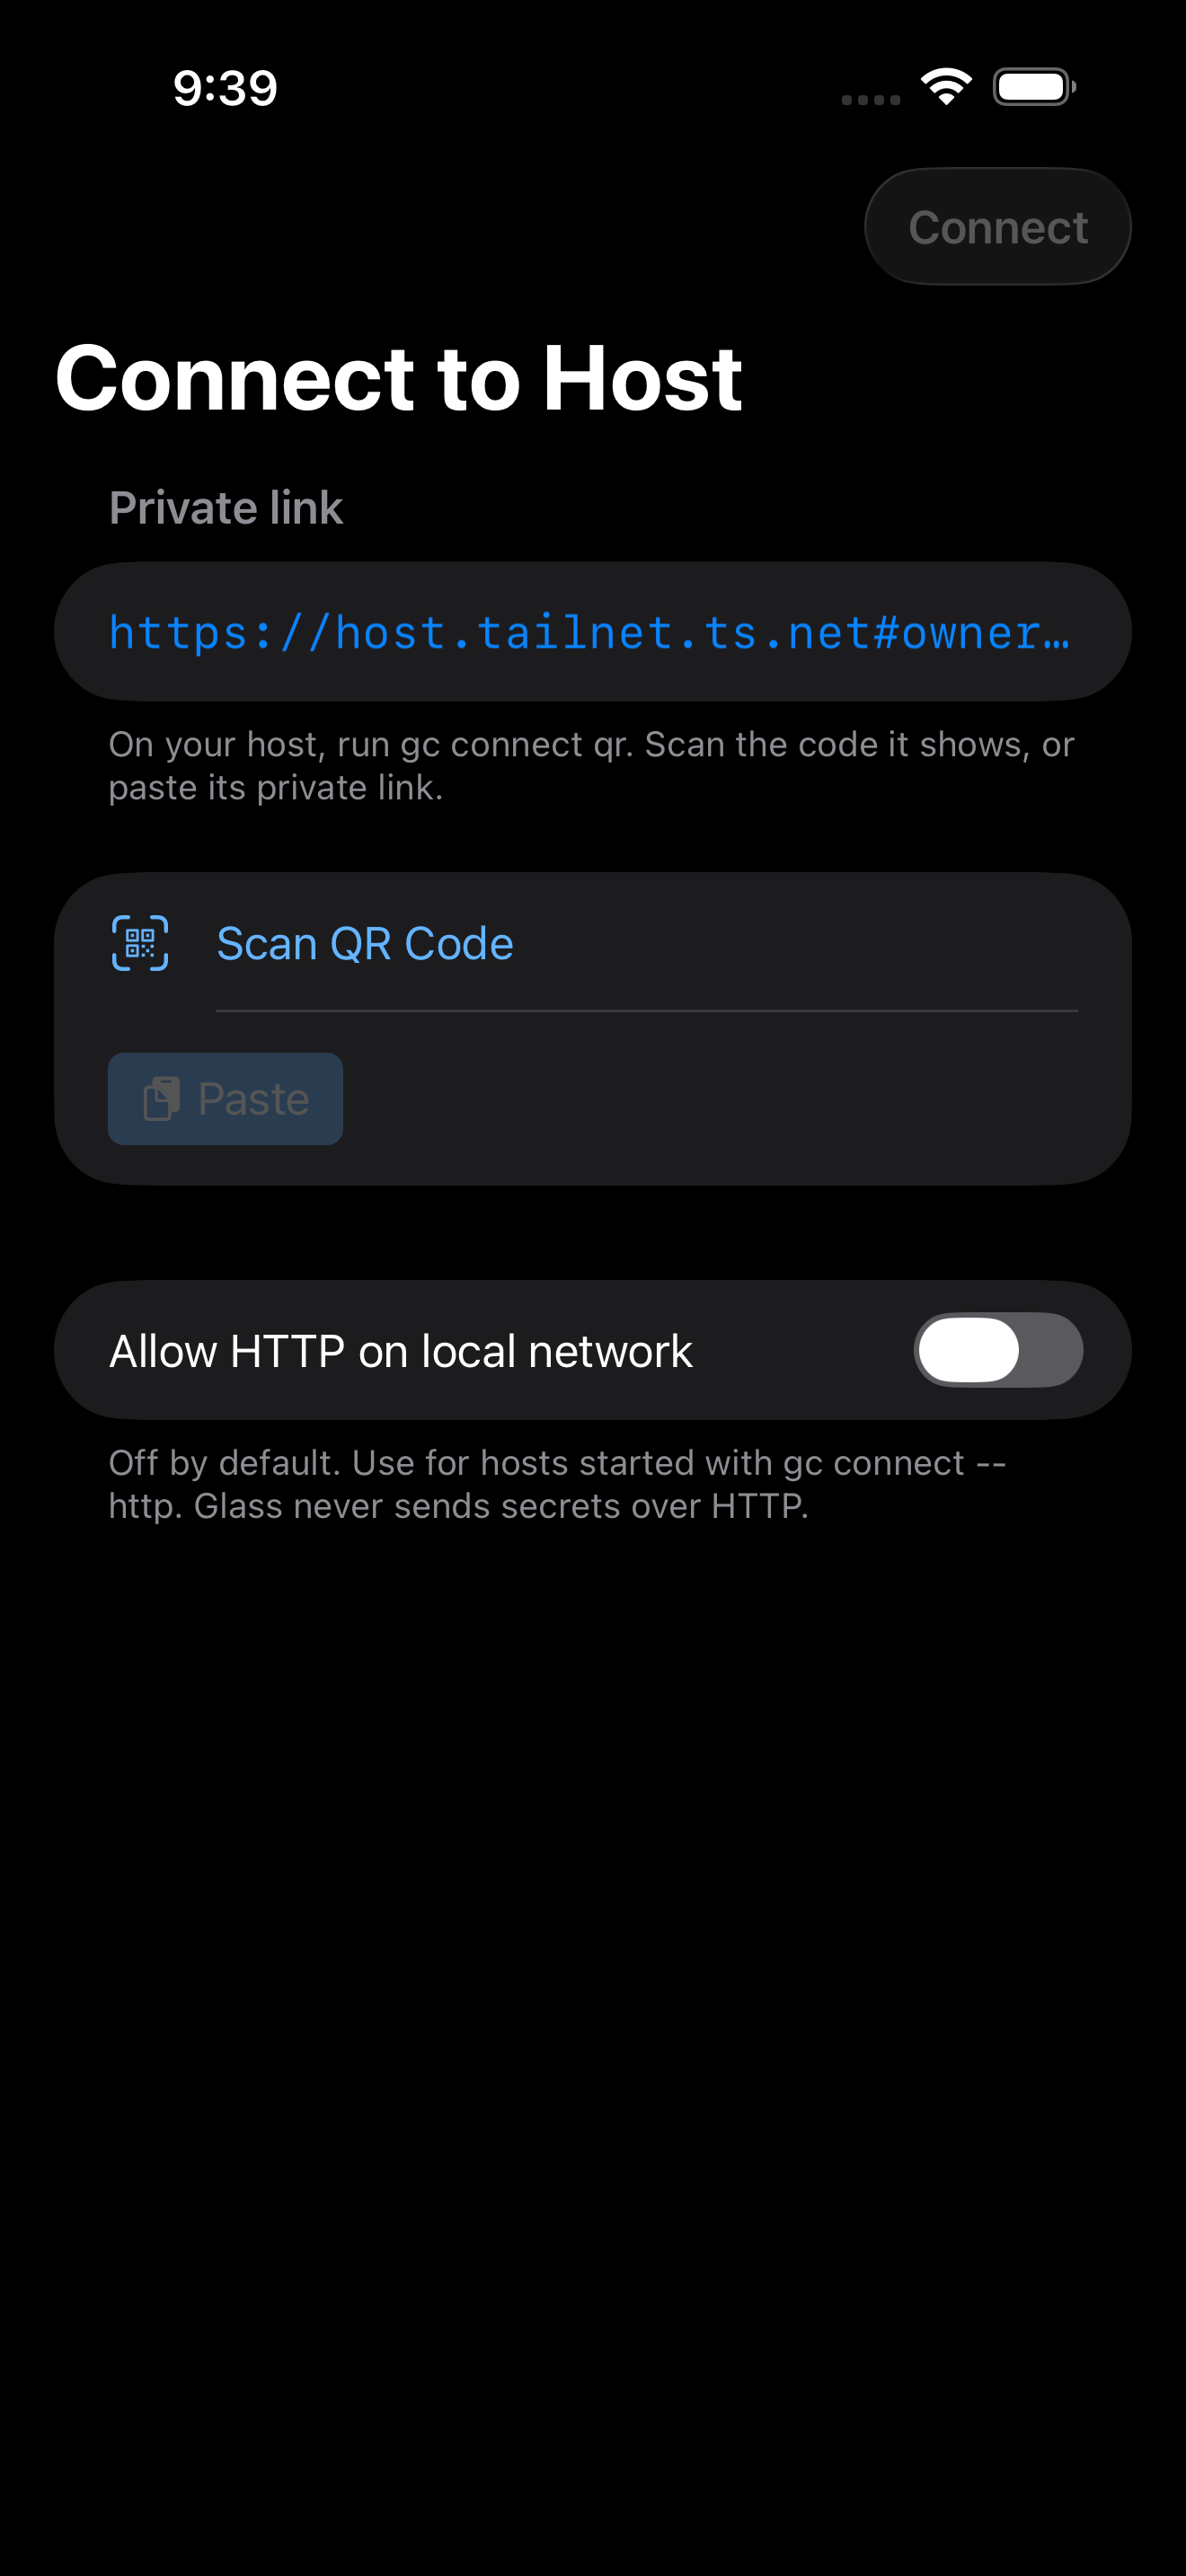 9:39
Connect
Connect to Host
Private link
https://host.tailnet.ts.net#owner…
On your host, run gc connect qr. Scan the code it shows, or
paste its private link.
Scan QR Code
Paste
Allow HTTP on local network
Off by default. Use for hosts started with gc connect --
http. Glass never sends secrets over HTTP.